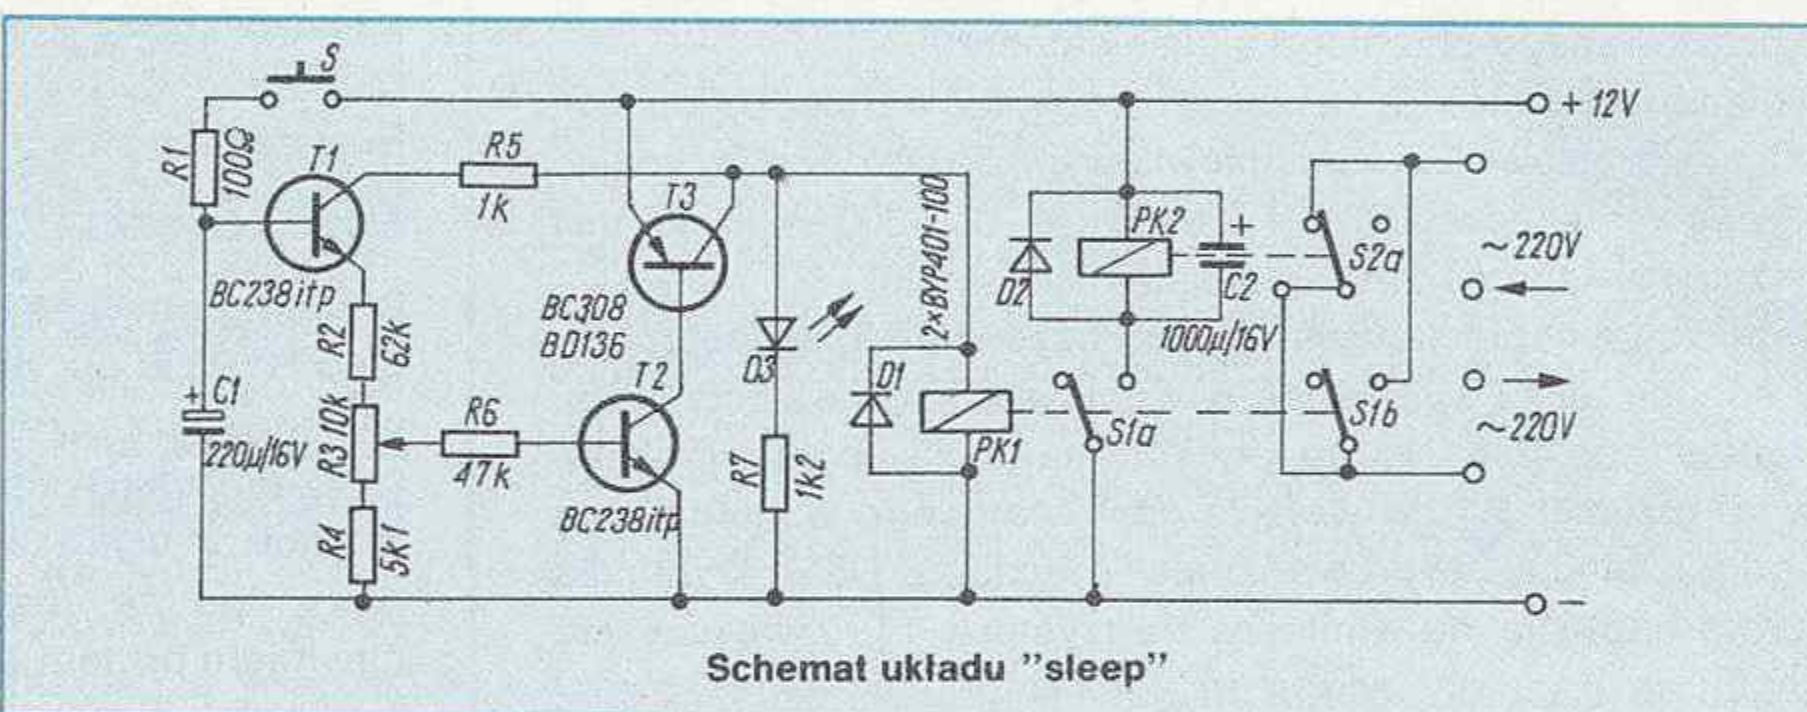 S
+ 12V
R1
100Ω
T1
R5
1k
T3
2×BYP401-100
PK2
+
S2a
~220V
BC238itp
D2
C2
1000µ/16V
BC308
BD136
R2
62k
D3
T2
D1
+
C1
220µ/16V
R3
10k
R6
47k
R7
1k2
PK1
S1a
S1b
~220V
BC238itp
R4
5k1
−
Schemat układu ’’sleep’’